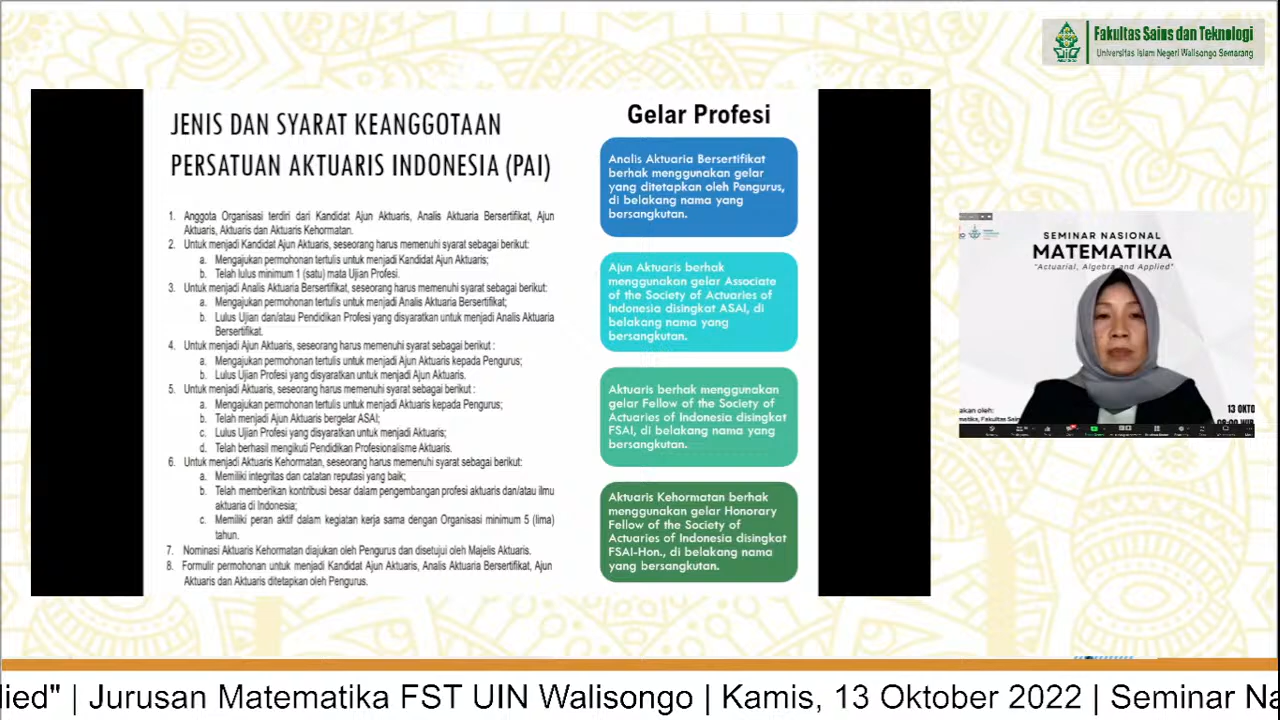 Fakultas Sains dan Teknologi
Universitas Islam Negeri Walisongo Semarang
JENIS DAN SYARAT KEANGGOTAAN
PERSATUAN AKTUARIS INDONESIA (PAI)
1. Anggota Organisasi terdiri dari Kandidat Ajun Aktuaris, Analis Aktuaria Bersertifikat, Ajun
Aktuaris, Aktuaris dan Aktuaris Kehormatan.
2. Untuk menjadi Kandidat Ajun Aktuaris, seseorang harus memenuhi syarat sebagai berikut:
a. Mengajukan permohonan tertulis untuk menjadi Kandidat Ajun Aktuaris;
b. Telah lulus minimum 1 (satu) mata Ujian Profesi.
3. Untuk menjadi Analis Aktuaria Bersertifikat, seseorang harus memenuhi syarat sebagai berikut:
a. Mengajukan permohonan tertulis untuk menjadi Analis Aktuaria Bersertifikat;
b. Lulus Ujian dan/atau Pendidikan Profesi yang disyaratkan untuk menjadi Analis Aktuaria
Bersertifikat.
4. Untuk menjadi Ajun Aktuaris, seseorang harus memenuhi syarat sebagai berikut :
a. Mengajukan permohonan tertulis untuk menjadi Ajun Aktuaris kepada Pengurus;
b. Lulus Ujian Profesi yang disyaratkan untuk menjadi Ajun Aktuaris.
5. Untuk menjadi Aktuaris, seseorang harus memenuhi syarat sebagai berikut :
a. Mengajukan permohonan tertulis untuk menjadi Aktuaris kepada Pengurus;
b. Telah menjadi Ajun Aktuaris bergelar ASAI;
c. Lulus Ujian Profesi yang disyaratkan untuk menjadi Aktuaris;
d. Telah berhasil mengikuti Pendidikan Profesionalisme Aktuaris.
6. Untuk menjadi Aktuaris Kehormatan, seseorang harus memenuhi syarat sebagai berikut:
a. Memiliki integritas dan catatan reputasi yang baik;
b. Telah memberikan kontribusi besar dalam pengembangan profesi aktuaris dan/atau ilmu
aktuaria di Indonesia;
c. Memiliki peran aktif dalam kegiatan kerja sama dengan Organisasi minimum 5 (lima)
tahun.
7. Nominasi Aktuaris Kehormatan diajukan oleh Pengurus dan disetujui oleh Majelis Aktuaris.
8. Formulir permohonan untuk menjadi Kandidat Ajun Aktuaris, Analis Aktuaria Bersertifikat, Ajun
Aktuaris dan Aktuaris ditetapkan oleh Pengurus.
Gelar Profesi
Analis Aktuaria Bersertifikat
berhak menggunakan gelar
yang ditetapkan oleh Pengurus,
di belakang nama yang
bersangkutan.
Ajun Aktuaris berhak
menggunakan gelar Associate
of the Society of Actuaries of
Indonesia disingkat ASAI, di
belakang nama yang
bersangkutan.
Aktuaris berhak menggunakan
gelar Fellow of the Society of
Actuaries of Indonesia disingkat
FSAI, di belakang nama yang
bersangkutan.
Aktuaris Kehormatan berhak
menggunakan gelar Honorary
Fellow of the Society of
Actuaries of Indonesia disingkat
FSAI-Hon., di belakang nama
yang bersangkutan.
SEMINAR NASIONAL
MATEMATIKA
"Actuarial, Algebra and Applied"
akan oleh:
matika, Fakultas Sains
13 OKTO
lied" | Jurusan Matematika FST UIN Walisongo | Kamis, 13 Oktober 2022 | Seminar Na